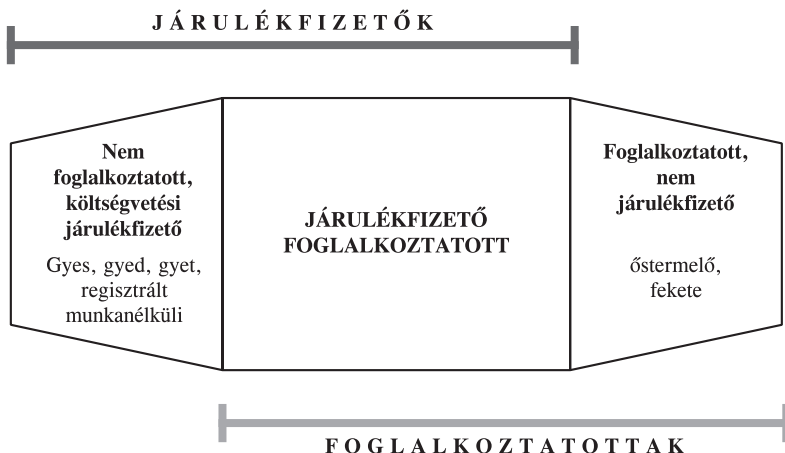 JÁRULÉKFIZETŐK
Nem
foglalkoztatott,
költségvetési
járulékfizető
Gyes, gyed, gyet,
regisztrált
munkanélküli
JÁRULÉKFIZETŐ
FOGLALKOZTATOTT
Foglalkoztatott,
nem
járulékfizető
őstermelő,
fekete
FOGLALKOZTATOTTAK